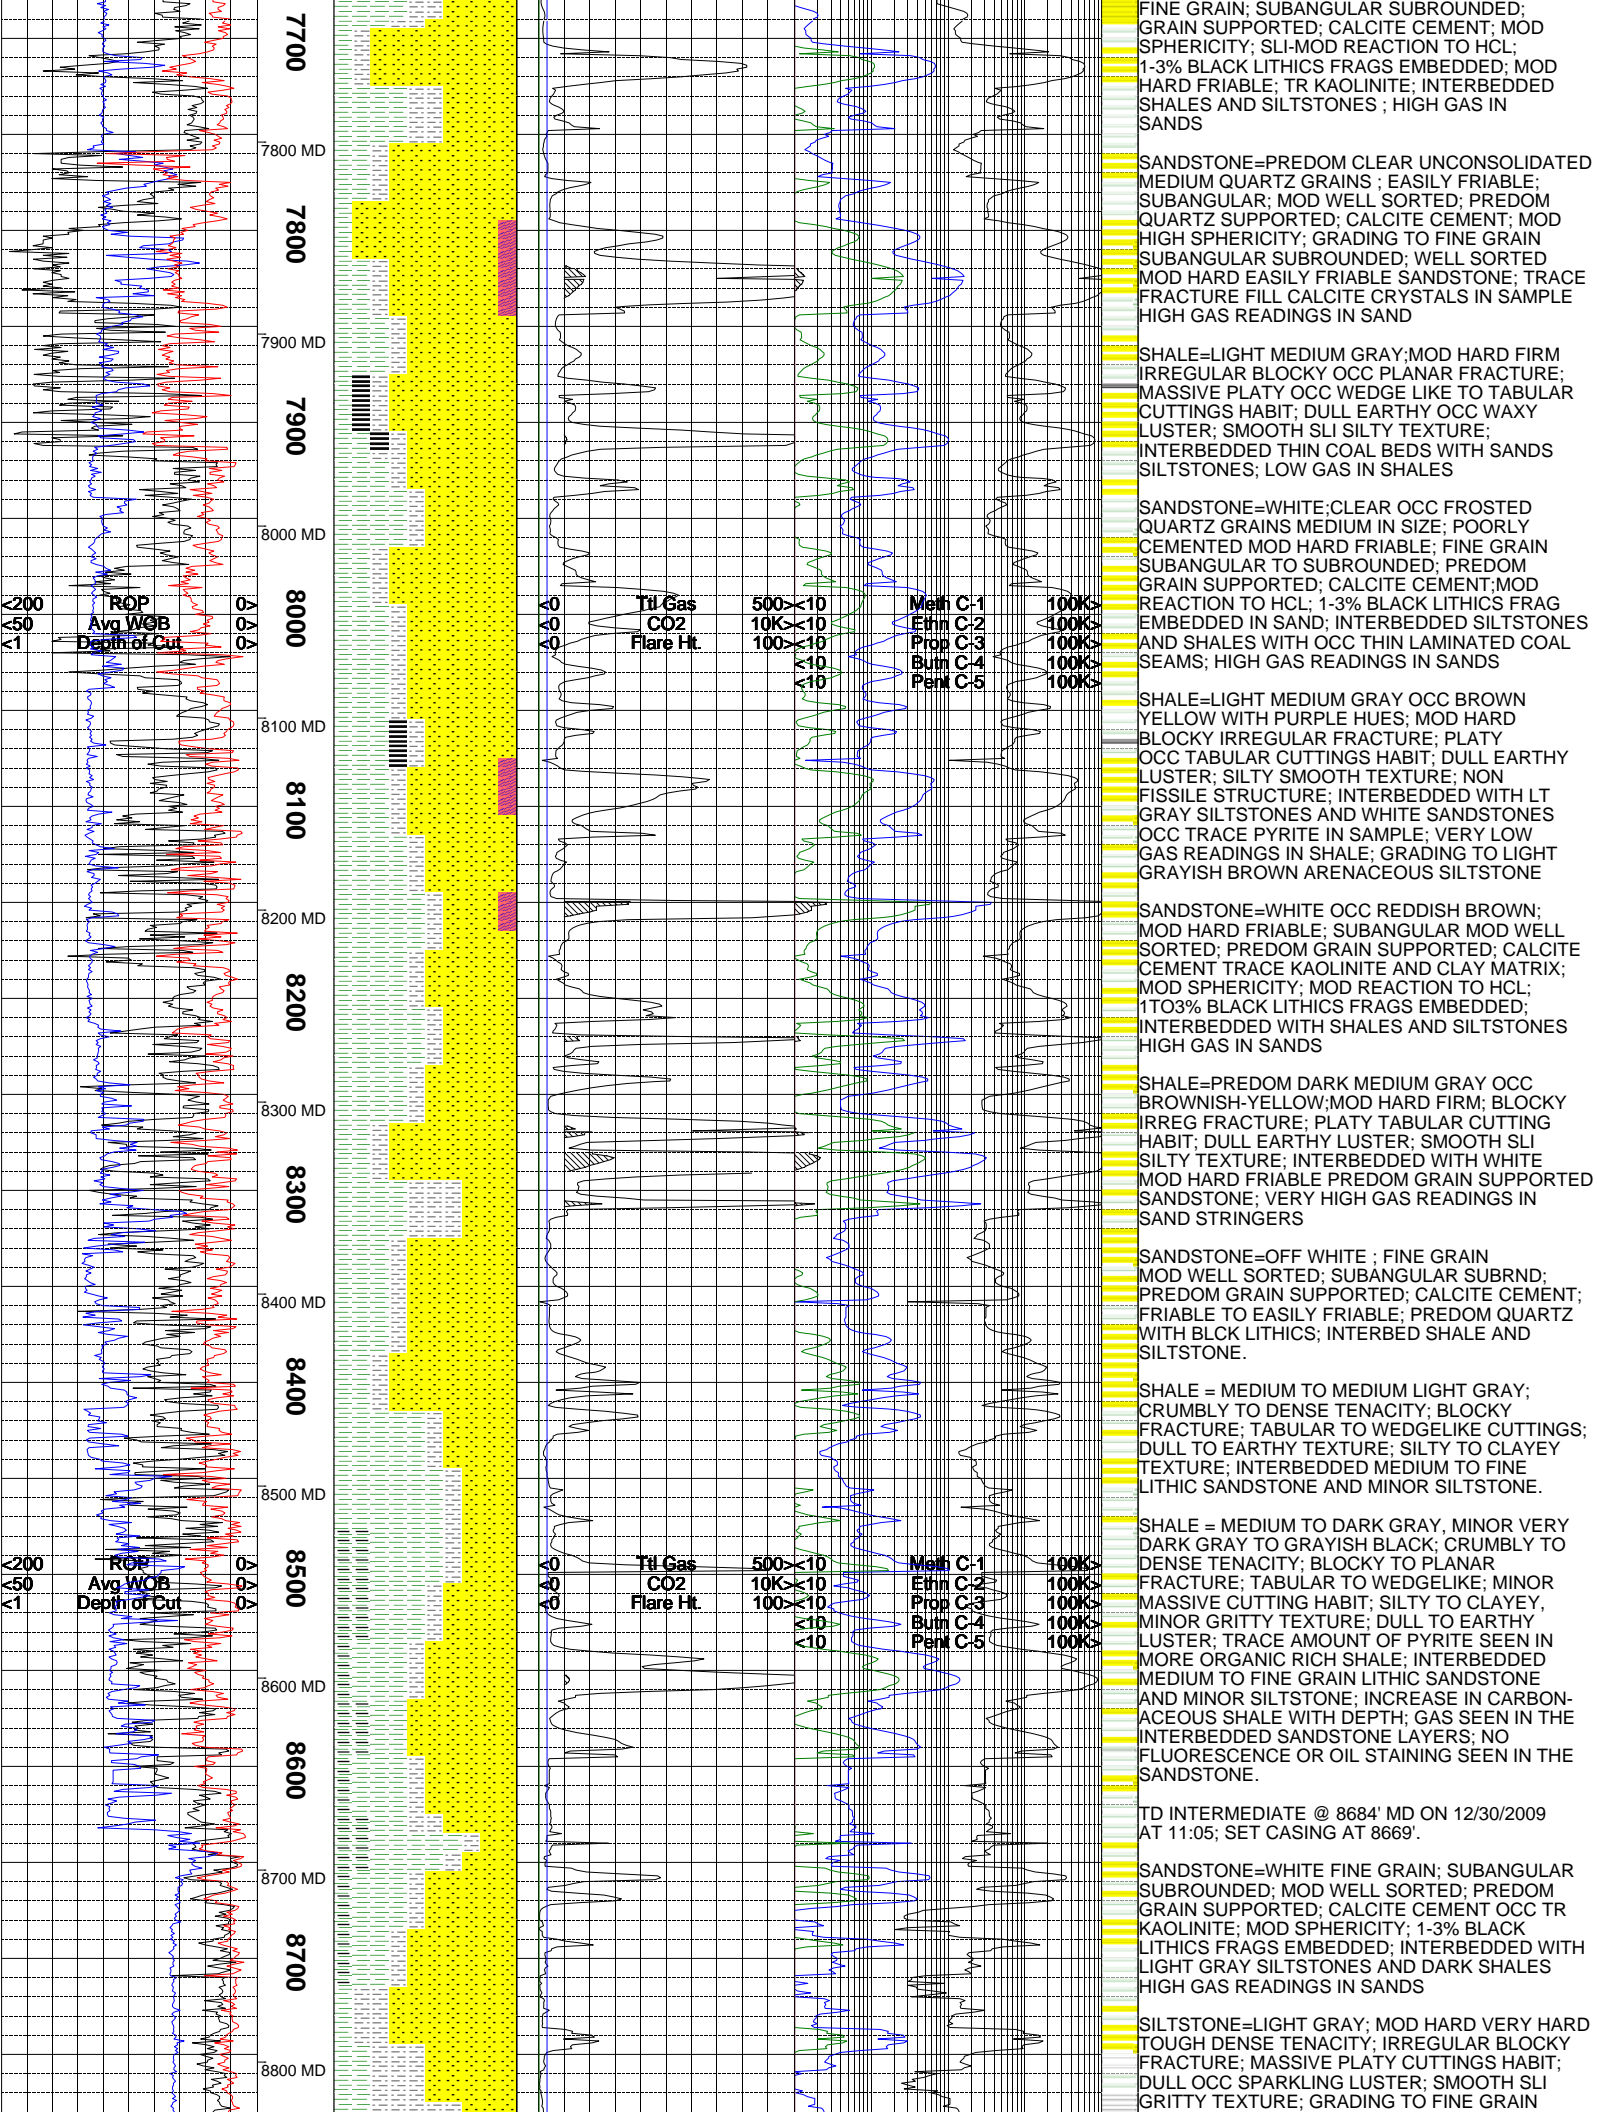 FINE GRAIN; SUBANGULAR SUBROUNDED;
GRAIN SUPPORTED; CALCITE CEMENT; MOD
SPHERICITY; SLI-MOD REACTION TO HCL;
1-3% BLACK LITHICS FRAGS EMBEDDED; MOD
HARD FRIABLE; TR KAOLINITE; INTERBEDDED
SHALES AND SILTSTONES ; HIGH GAS IN
SANDS
SANDSTONE=PREDOM CLEAR UNCONSOLIDATED
MEDIUM QUARTZ GRAINS ; EASILY FRIABLE;
SUBANGULAR; MOD WELL SORTED; PREDOM
QUARTZ SUPPORTED; CALCITE CEMENT; MOD
HIGH SPHERICITY; GRADING TO FINE GRAIN
SUBANGULAR SUBROUNDED; WELL SORTED
MOD HARD EASILY FRIABLE SANDSTONE; TRACE
FRACTURE FILL CALCITE CRYSTALS IN SAMPLE
HIGH GAS READINGS IN SAND
SHALE=LIGHT MEDIUM GRAY;MOD HARD FIRM
IRREGULAR BLOCKY OCC PLANAR FRACTURE;
MASSIVE PLATY OCC WEDGE LIKE TO TABULAR
CUTTINGS HABIT; DULL EARTHY OCC WAXY
LUSTER; SMOOTH SLI SILTY TEXTURE;
INTERBEDDED THIN COAL BEDS WITH SANDS
SILTSTONES; LOW GAS IN SHALES
SANDSTONE=WHITE;CLEAR OCC FROSTED
QUARTZ GRAINS MEDIUM IN SIZE; POORLY
CEMENTED MOD HARD FRIABLE; FINE GRAIN
SUBANGULAR TO SUBROUNDED; PREDOM
GRAIN SUPPORTED; CALCITE CEMENT;MOD
REACTION TO HCL; 1-3% BLACK LITHICS FRAG
EMBEDDED IN SAND; INTERBEDDED SILTSTONES
AND SHALES WITH OCC THIN LAMINATED COAL
SEAMS; HIGH GAS READINGS IN SANDS
SHALE=LIGHT MEDIUM GRAY OCC BROWN
YELLOW WITH PURPLE HUES; MOD HARD
BLOCKY IRREGULAR FRACTURE; PLATY
OCC TABULAR CUTTINGS HABIT; DULL EARTHY
LUSTER; SILTY SMOOTH TEXTURE; NON
FISSILE STRUCTURE; INTERBEDDED WITH LT
GRAY SILTSTONES AND WHITE SANDSTONES
OCC TRACE PYRITE IN SAMPLE; VERY LOW
GAS READINGS IN SHALE; GRADING TO LIGHT
GRAYISH BROWN ARENACEOUS SILTSTONE
SANDSTONE=WHITE OCC REDDISH BROWN;
MOD HARD FRIABLE; SUBANGULAR MOD WELL
SORTED; PREDOM GRAIN SUPPORTED; CALCITE
CEMENT TRACE KAOLINITE AND CLAY MATRIX;
MOD SPHERICITY; MOD REACTION TO HCL;
1TO3% BLACK LITHICS FRAGS EMBEDDED;
INTERBEDDED WITH SHALES AND SILTSTONES
HIGH GAS IN SANDS
SHALE=PREDOM DARK MEDIUM GRAY OCC
BROWNISH-YELLOW;MOD HARD FIRM; BLOCKY
IRREG FRACTURE; PLATY TABULAR CUTTING
HABIT; DULL EARTHY LUSTER; SMOOTH SLI
SILTY TEXTURE; INTERBEDDED WITH WHITE
MOD HARD FRIABLE PREDOM GRAIN SUPPORTED
SANDSTONE; VERY HIGH GAS READINGS IN
SAND STRINGERS
SANDSTONE=OFF WHITE ; FINE GRAIN
MOD WELL SORTED; SUBANGULAR SUBRND;
PREDOM GRAIN SUPPORTED; CALCITE CEMENT;
FRIABLE TO EASILY FRIABLE; PREDOM QUARTZ
WITH BLCK LITHICS; INTERBED SHALE AND
SILTSTONE.
SHALE = MEDIUM TO MEDIUM LIGHT GRAY;
CRUMBLY TO DENSE TENACITY; BLOCKY
FRACTURE; TABULAR TO WEDGELIKE CUTTINGS;
DULL TO EARTHY TEXTURE; SILTY TO CLAYEY
TEXTURE; INTERBEDDED MEDIUM TO FINE
LITHIC SANDSTONE AND MINOR SILTSTONE.
SHALE = MEDIUM TO DARK GRAY, MINOR VERY
DARK GRAY TO GRAYISH BLACK; CRUMBLY TO
DENSE TENACITY; BLOCKY TO PLANAR
FRACTURE; TABULAR TO WEDGELIKE; MINOR
MASSIVE CUTTING HABIT; SILTY TO CLAYEY,
MINOR GRITTY TEXTURE; DULL TO EARTHY
LUSTER; TRACE AMOUNT OF PYRITE SEEN IN
MORE ORGANIC RICH SHALE; INTERBEDDED
MEDIUM TO FINE GRAIN LITHIC SANDSTONE
AND MINOR SILTSTONE; INCREASE IN CARBON-
ACEOUS SHALE WITH DEPTH; GAS SEEN IN THE
INTERBEDDED SANDSTONE LAYERS; NO
FLUORESCENCE OR OIL STAINING SEEN IN THE
SANDSTONE.
TD INTERMEDIATE @ 8684' MD ON 12/30/2009
AT 11:05; SET CASING AT 8669'.
SANDSTONE=WHITE FINE GRAIN; SUBANGULAR
SUBROUNDED; MOD WELL SORTED; PREDOM
GRAIN SUPPORTED; CALCITE CEMENT OCC TR
KAOLINITE; MOD SPHERICITY; 1-3% BLACK
LITHICS FRAGS EMBEDDED; INTERBEDDED WITH
LIGHT GRAY SILTSTONES AND DARK SHALES
HIGH GAS READINGS IN SANDS
SILTSTONE=LIGHT GRAY; MOD HARD VERY HARD
TOUGH DENSE TENACITY; IRREGULAR BLOCKY
FRACTURE; MASSIVE PLATY CUTTINGS HABIT;
DULL OCC SPARKLING LUSTER; SMOOTH SLI
GRITTY TEXTURE; GRADING TO FINE GRAIN
7700
7800 MD
7800
7900 MD
7900
8000 MD
8000
8100 MD
8100
8200 MD
8200
8300 MD
8300
8400 MD
8400
8500 MD
8500
8600 MD
8600
8700 MD
8700
8800 MD
<200 ROP 0>
<50 Avg WOB 0>
<1 Depth of Cut 0>
<0 Ttl Gas 500>
<0 CO2 10K>
<0 Flare Ht. 100>
<10 Meth C-1 100K>
<10 Ethn C-2 100K>
<10 Prop C-3 100K>
<10 Butn C-4 100K>
<10 Pent C-5 100K>
<200 ROP 0>
<50 Avg WOB 0>
<1 Depth of Cut 0>
<0 Ttl Gas 500>
<0 CO2 10K>
<0 Flare Ht. 100>
<10 Meth C-1 100K>
<10 Ethn C-2 100K>
<10 Prop C-3 100K>
<10 Butn C-4 100K>
<10 Pent C-5 100K>